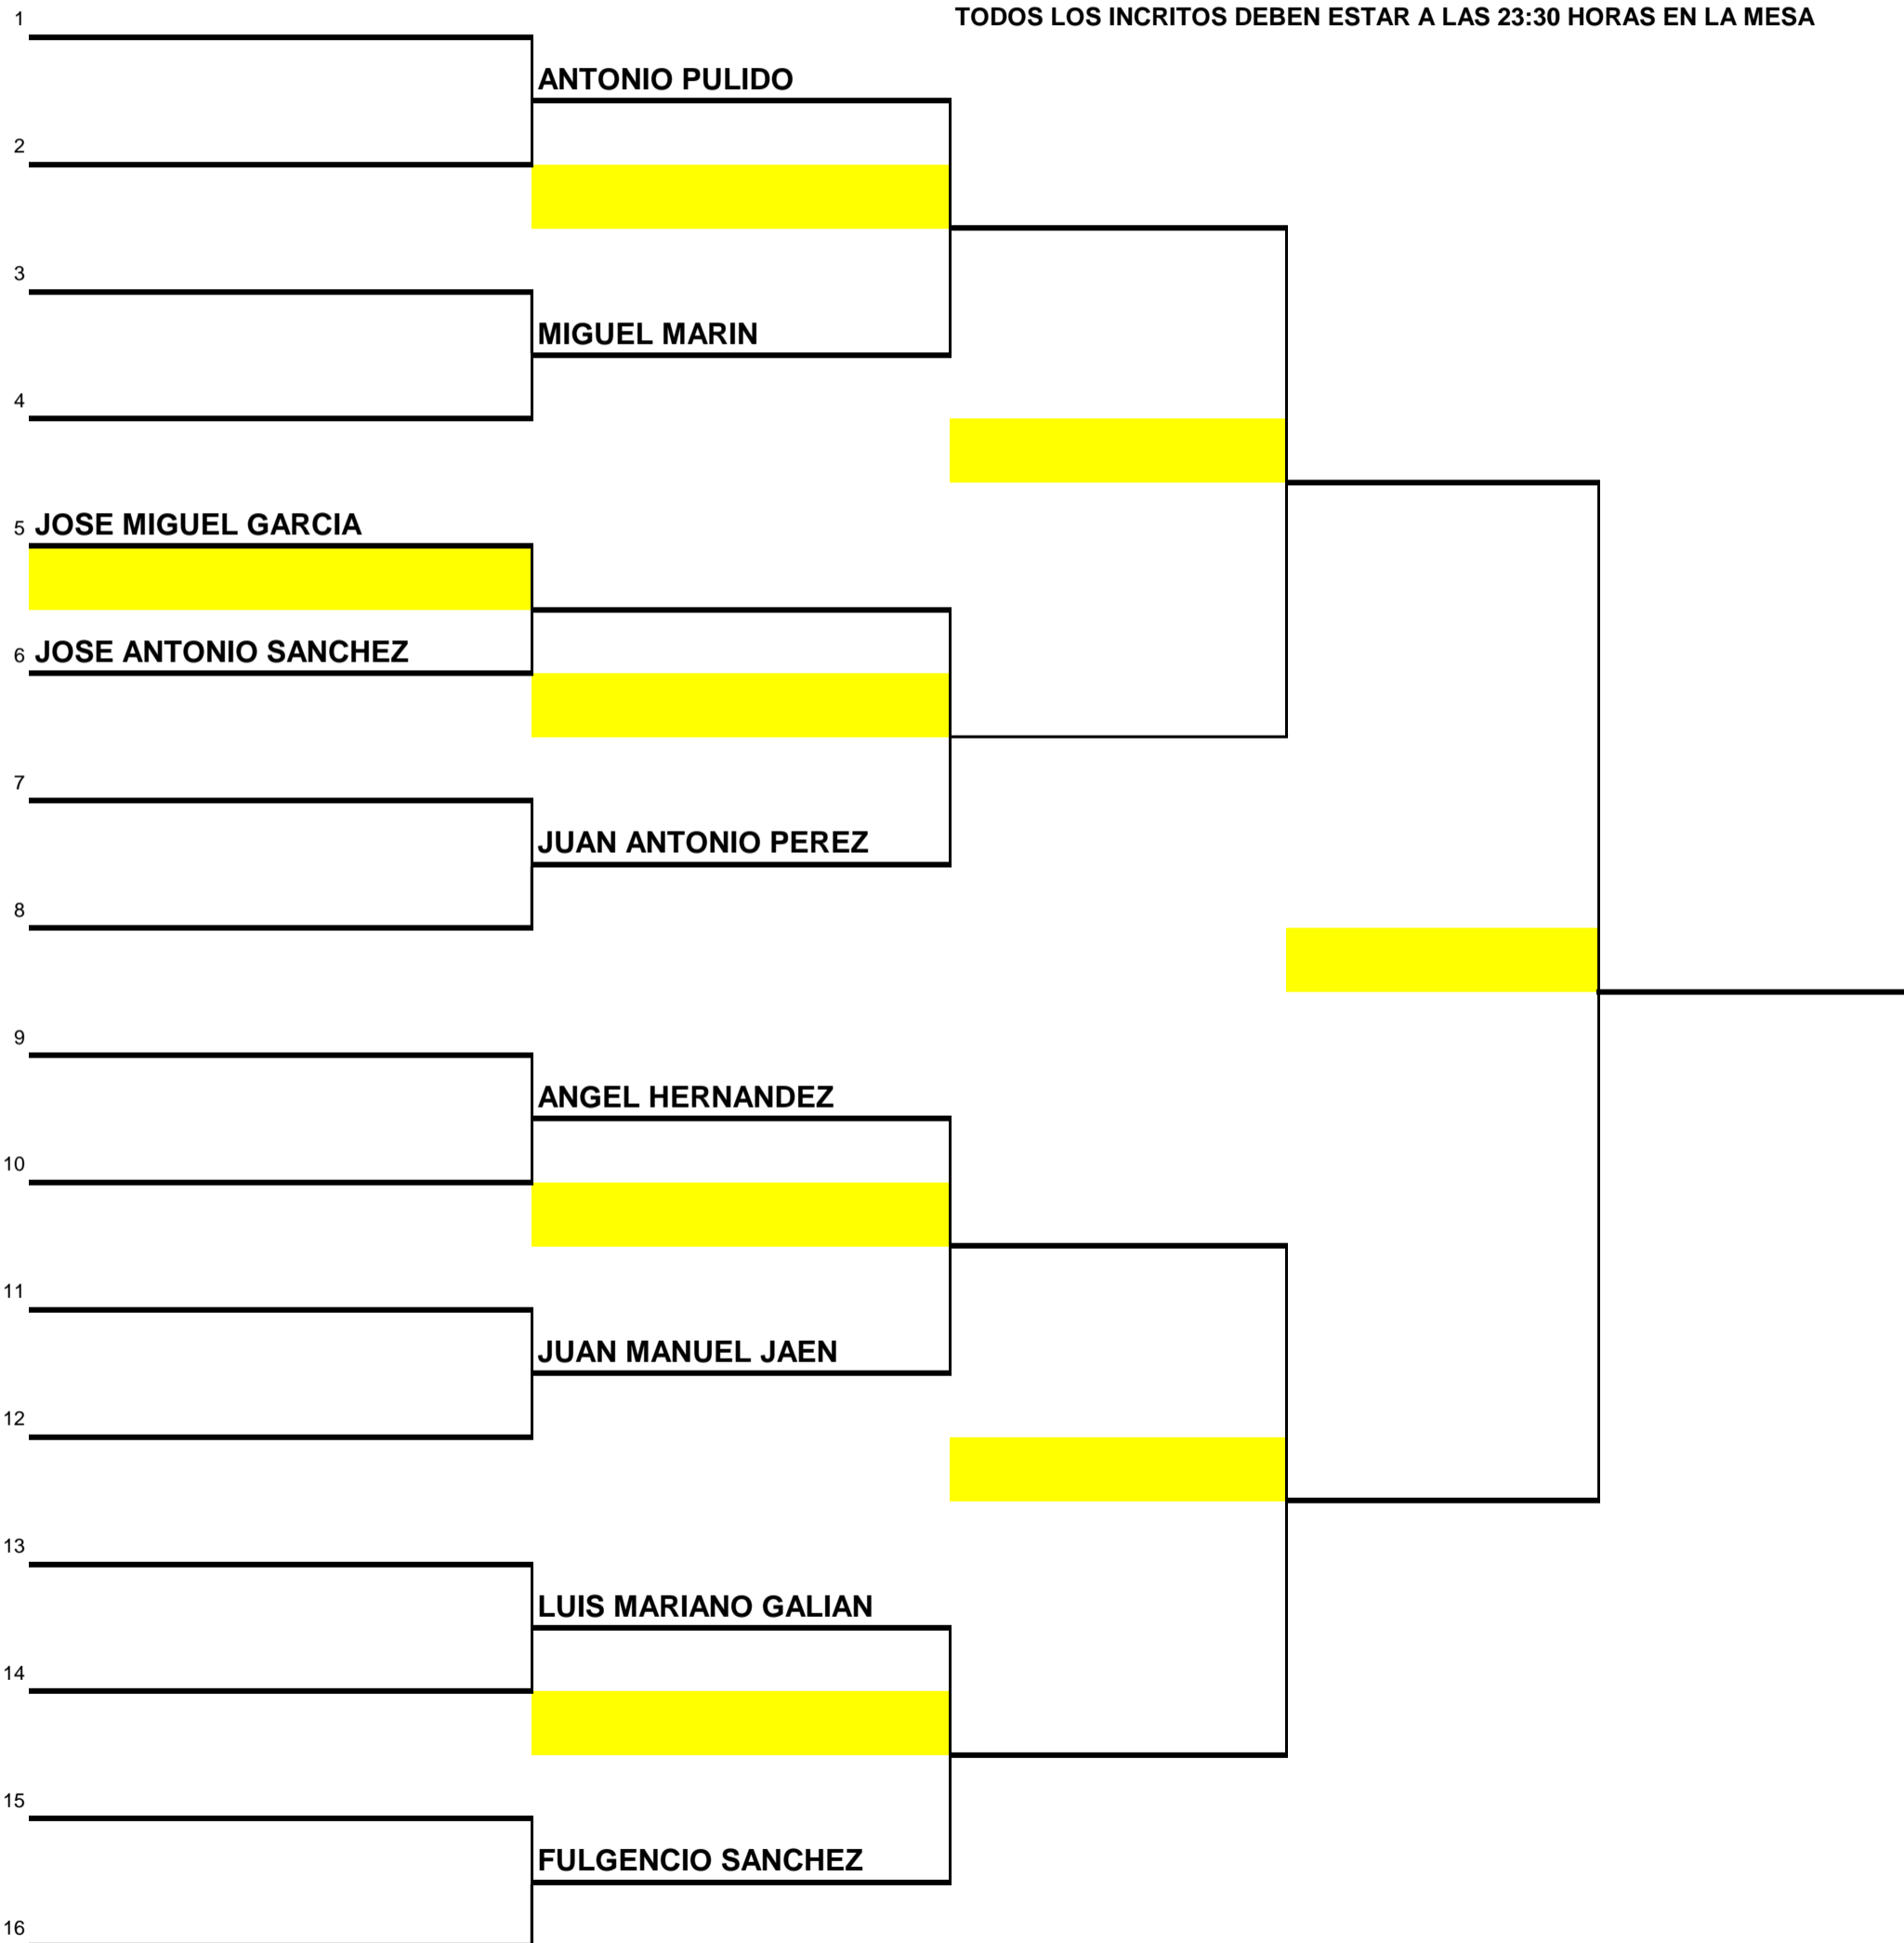 TODOS LOS INCRITOS DEBEN ESTAR A LAS 23:30 HORAS EN LA MESA
1
ANTONIO PULIDO
2
3
MIGUEL MARIN
4
5 JOSE MIGUEL GARCIA
6 JOSE ANTONIO SANCHEZ
7
JUAN ANTONIO PEREZ
8
9
ANGEL HERNANDEZ
10
11
JUAN MANUEL JAEN
12
13
LUIS MARIANO GALIAN
14
15
FULGENCIO SANCHEZ
16